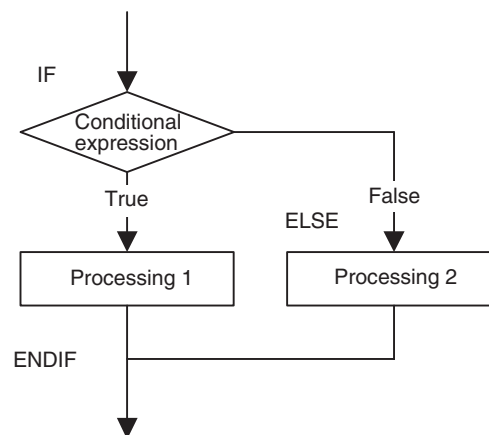 IF
Conditional
expression
True
False
ELSE
Processing 1
Processing 2
ENDIF